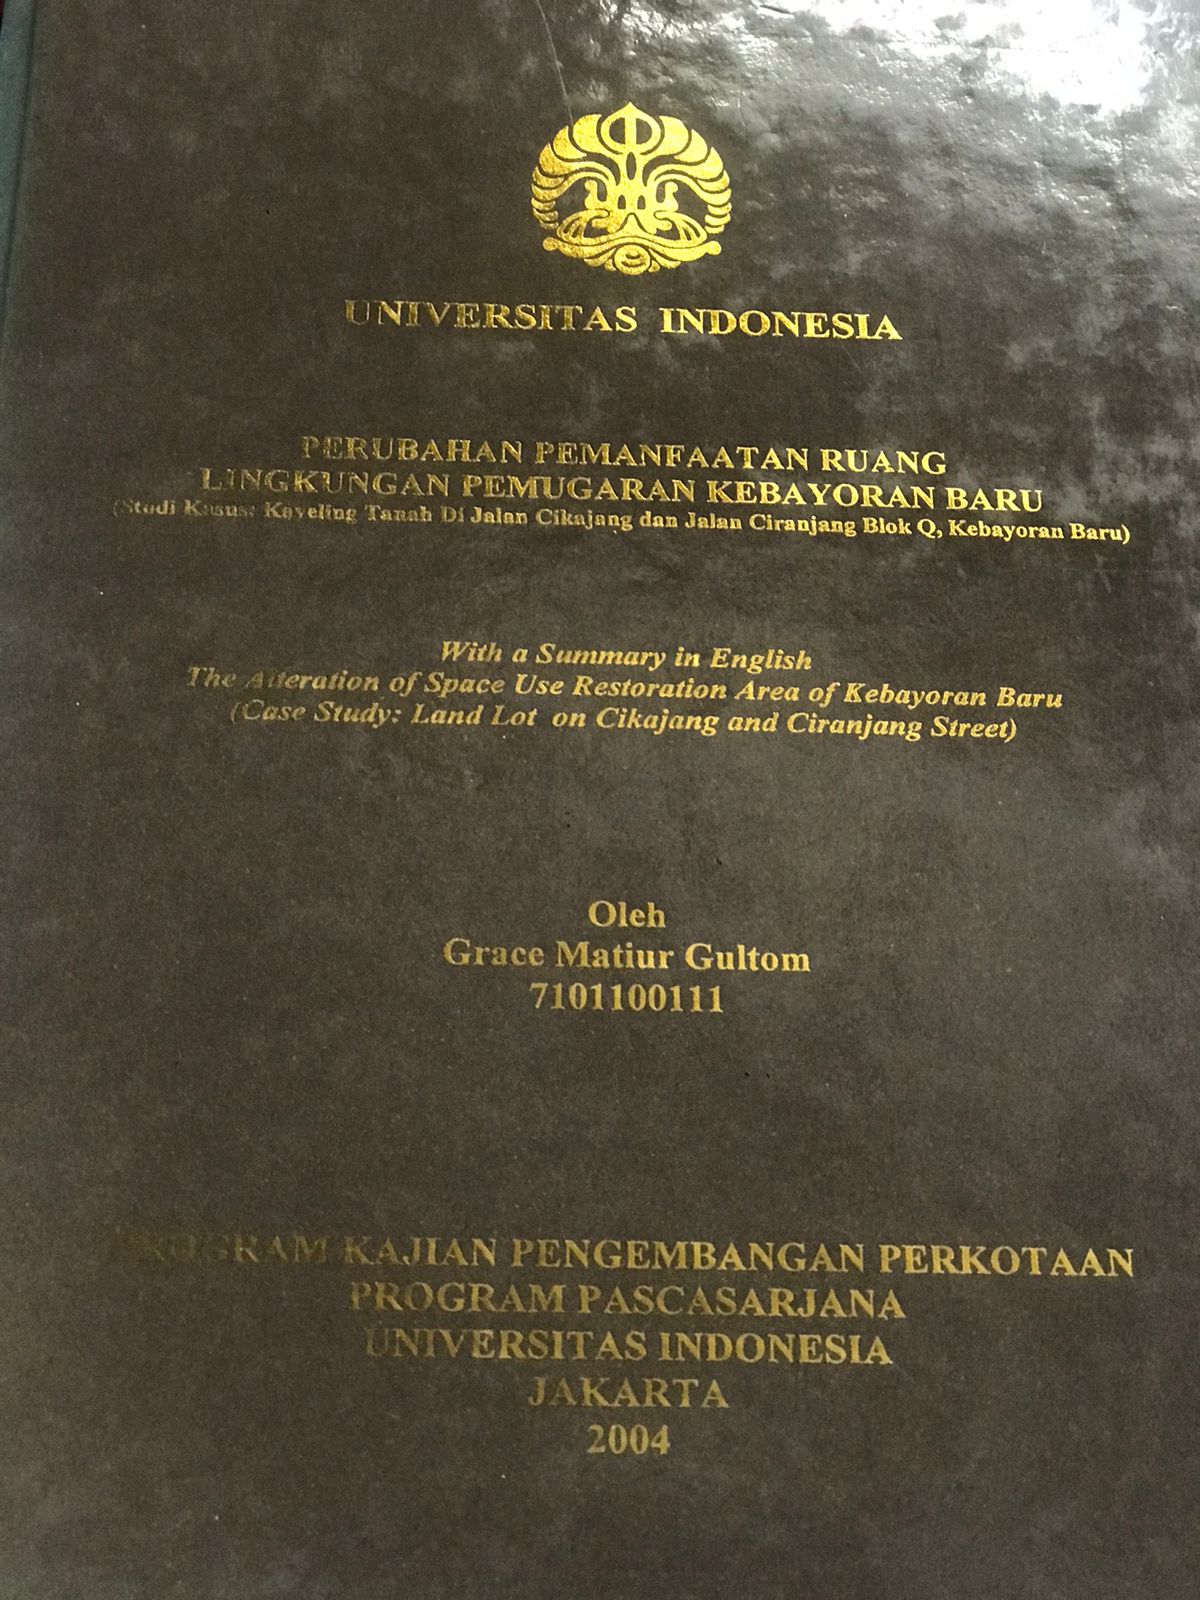 UNIVERSITAS INDONESIA
PERUBAHAN PEMANFAATAN RUANG
LINGKUNGAN PEMUGARAN KEBAYORAN BARU
(Studi Kasus: Kaveling Tanah Di Jalan Cikajang dan Jalan Ciranjang Blok Q, Kebayoran Baru)
With a Summary in English
The Alteration of Space Use Restoration Area of Kebayoran Baru
(Case Study: Land Lot on Cikajang and Ciranjang Street)
Oleh
Grace Matiur Gultom
7101100111
PROGRAM KAJIAN PENGEMBANGAN PERKOTAAN
PROGRAM PASCASARJANA
UNIVERSITAS INDONESIA
JAKARTA
2004